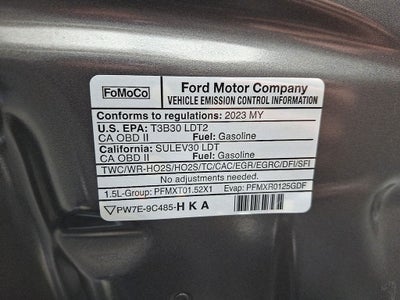 FoMoCo
Ford Motor Company
VEHICLE EMISSION CONTROL INFORMATION
Conforms to regulations: 2023 MY
U.S. EPA: T3B30 LDT2
CA OBD II Fuel: Gasoline
California: SULEV30 LDT
CA OBD II Fuel: Gasoline
TWC/WR-HO2S/HO2S/TC/CAC/EGR/EGRC/DFI/SFI
No adjustments needed.
1.5L-Group: PFMXT01.52X1 Evap: PFMXR0125GDF
PW7E-9C485-HKA